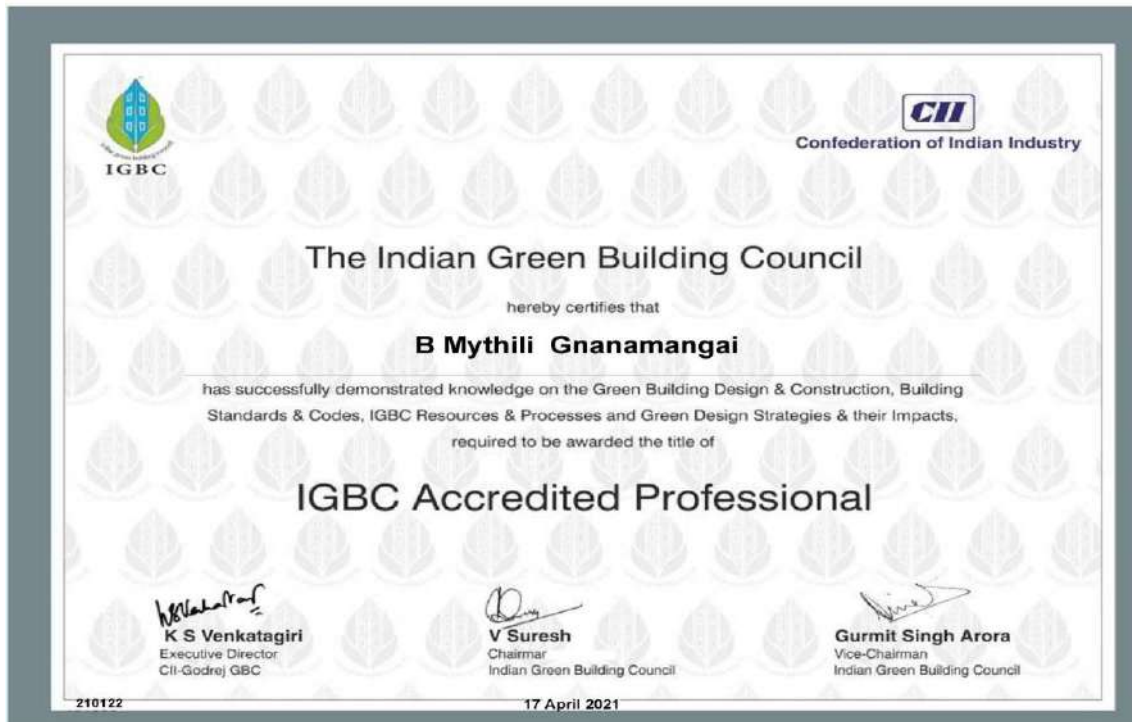 IGBC
CII
Confederation of Indian Industry
The Indian Green Building Council
hereby certifies that
B Mythili Gnanamangai
has successfully demonstrated knowledge on the Green Building Design & Construction, Building
Standards & Codes, IGBC Resources & Processes and Green Design Strategies & their Impacts,
required to be awarded the title of
IGBC Accredited Professional
K S Venkatagiri
Executive Director
CII-Godrej GBC
V Suresh
Chairmar
Indian Green Building Council
Gurmit Singh Arora
Vice-Chairman
Indian Green Building Council
210122
17 April 2021